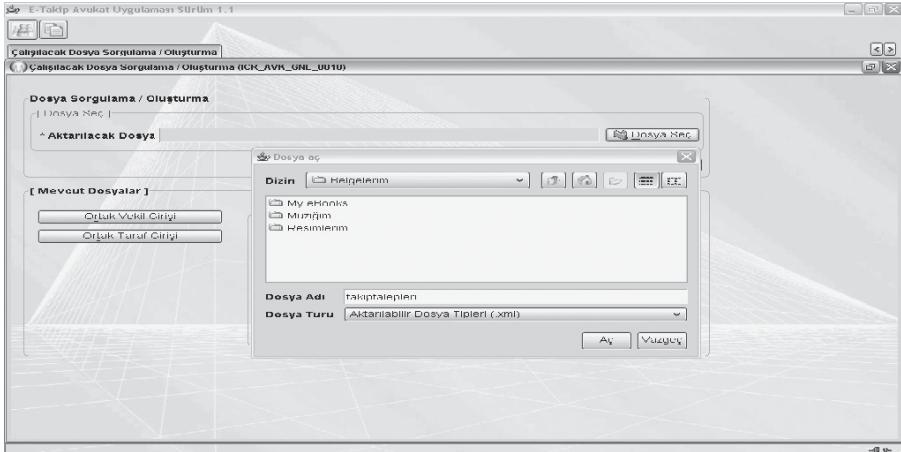 E-Takip Avukat Uygulaması Sürüm 1.1
Çalışılacak Dosya Sorgulama / Oluşturma
Çalışılacak Dosya Sorgulama / Oluşturma (ICR_AVK_GNL_0010)
Dosya Sorgulama / Oluşturma
[ Dosya Seç ]
* Aktarılacak Dosya
Dosya Seç
Dosya aç
Dizin Belgelerim
[ Mevcut Dosyalar ]
My eBooks
Ortak Vekil Girişi
Müziğim
Resimlerim
Ortak Taraf Girişi
Dosya Adı takiptalepleri
Dosya Türü Aktarılabilir Dosya Tipleri (.xml)
Aç Vazgeç